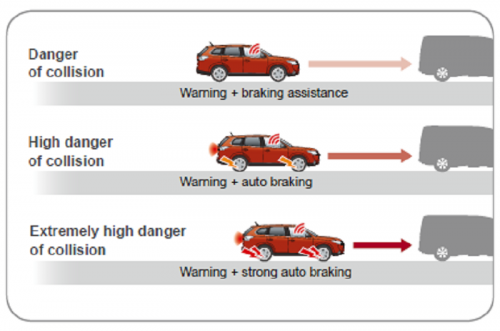 Danger
of collision
Warning + braking assistance
High danger
of collision
Warning + auto braking
Extremely high danger
of collision
Warning + strong auto braking